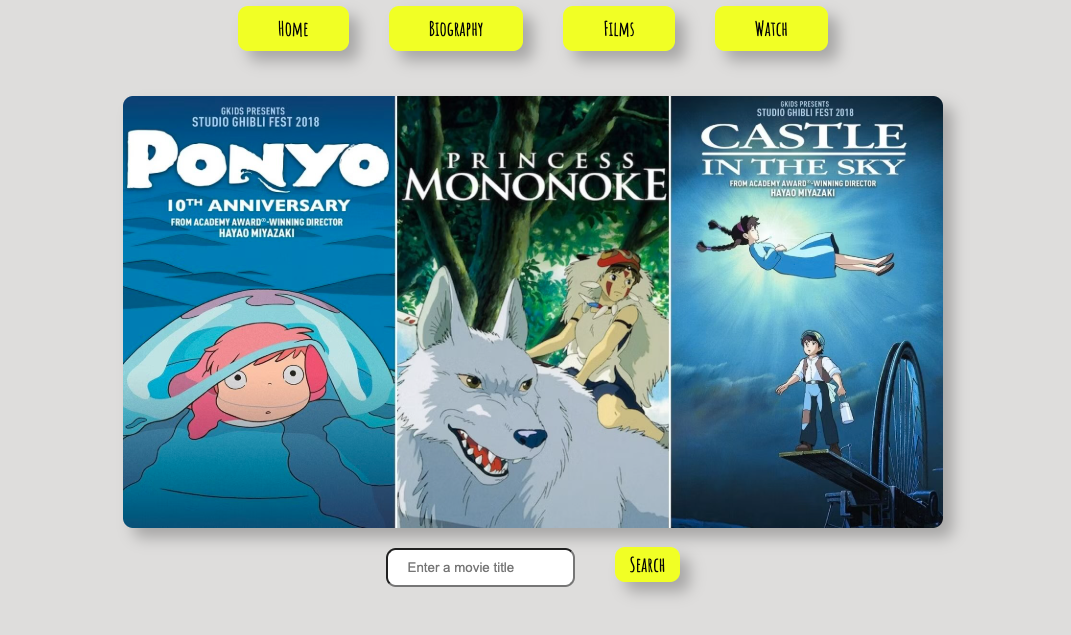 Home
Biography
Films
Watch
GKIDS PRESENTS
STUDIO GHIBLI FEST 2018
PONYO
10TH ANNIVERSARY
FROM ACADEMY AWARD®-WINNING DIRECTOR
HAYAO MIYAZAKI
PRINCESS
MONONOKE
GKIDS PRESENTS
STUDIO GHIBLI FEST 2018
CASTLE
IN THE SKY
FROM ACADEMY AWARD®-WINNING DIRECTOR
HAYAO MIYAZAKI
Enter a movie title
Search